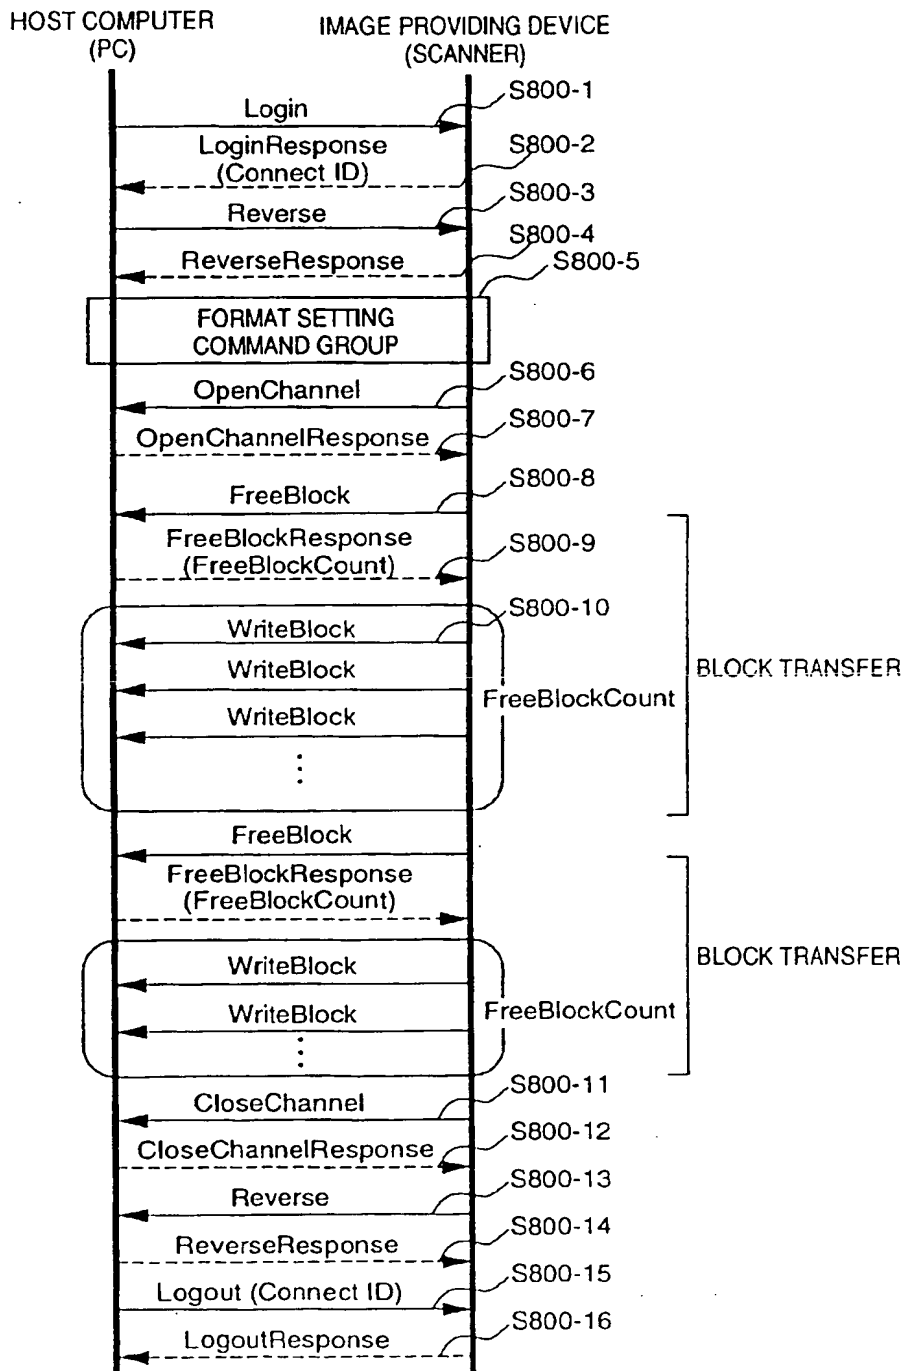 HOST COMPUTER
(PC)
IMAGE PROVIDING DEVICE
(SCANNER)
S800-1
Login
LoginResponse
(Connect ID)
S800-2
S800-3
Reverse
S800-4
ReverseResponse
S800-5
FORMAT SETTING
COMMAND GROUP
S800-6
OpenChannel
S800-7
OpenChannelResponse
S800-8
FreeBlock
FreeBlockResponse
(FreeBlockCount)
S800-9
S800-10
WriteBlock
WriteBlock
WriteBlock
⋮
FreeBlockCount
BLOCK TRANSFER
FreeBlock
FreeBlockResponse
(FreeBlockCount)
WriteBlock
WriteBlock
⋮
FreeBlockCount
BLOCK TRANSFER
S800-11
CloseChannel
S800-12
CloseChannelResponse
S800-13
Reverse
S800-14
ReverseResponse
S800-15
Logout (Connect ID)
S800-16
LogoutResponse